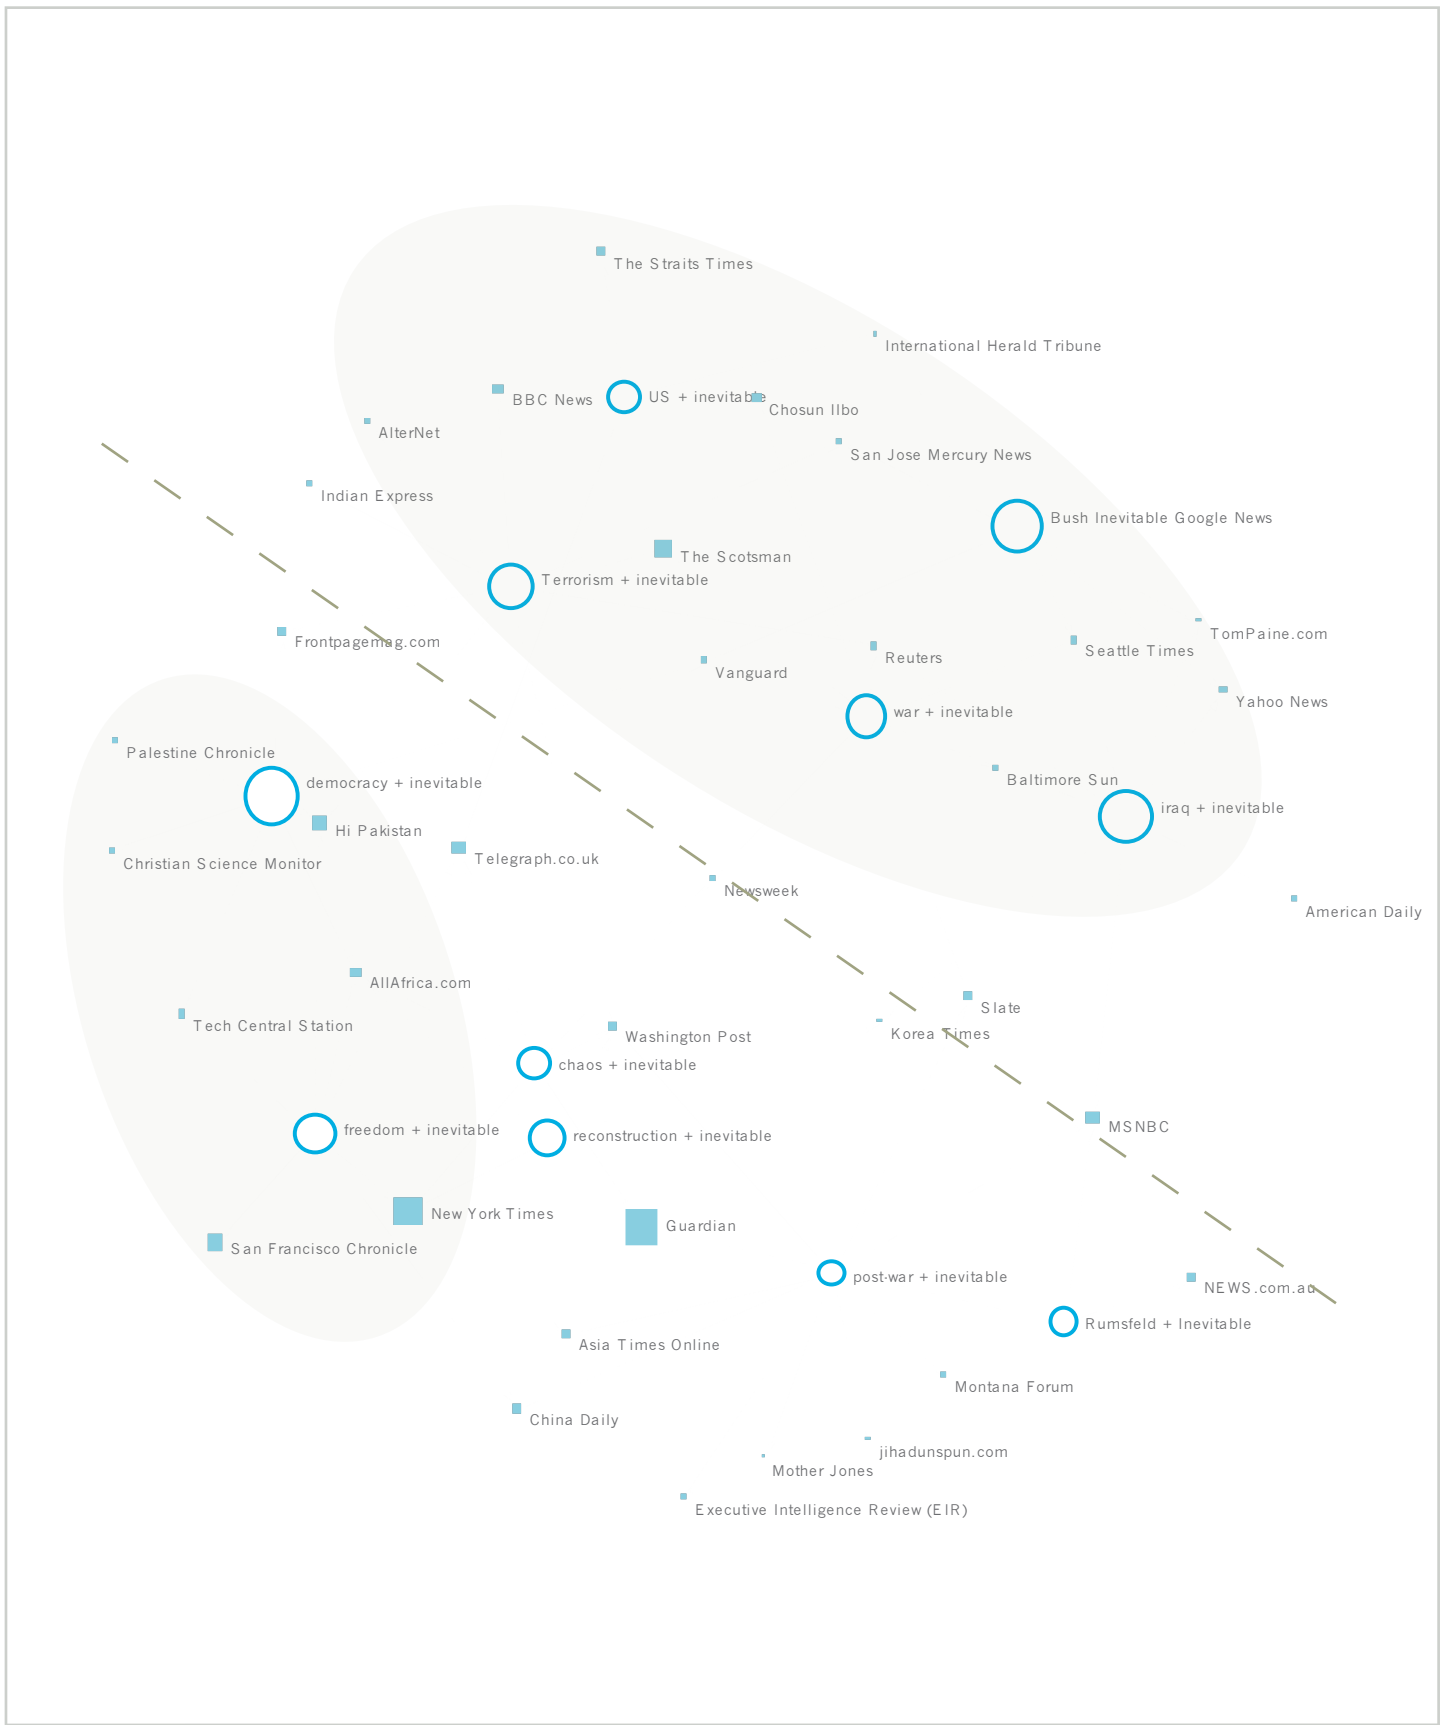 The Straits Times
International Herald Tribune
BBC News
US + inevitable
Chosun Ilbo
AlterNet
San Jose Mercury News
Indian Express
Bush Inevitable Google News
The Scotsman
Terrorism + inevitable
Frontpagemag.com
TomPaine.com
Seattle Times
Reuters
Vanguard
Yahoo News
war + inevitable
Palestine Chronicle
democracy + inevitable
Baltimore Sun
iraq + inevitable
Hi Pakistan
Christian Science Monitor
Telegraph.co.uk
Newsweek
American Daily
AllAfrica.com
Slate
Tech Central Station
Korea Times
Washington Post
chaos + inevitable
MSNBC
freedom + inevitable
reconstruction + inevitable
New York Times
Guardian
San Francisco Chronicle
post-war + inevitable
NEWS.com.au
Rumsfeld + Inevitable
Asia Times Online
Montana Forum
China Daily
jihadunspun.com
Mother Jones
Executive Intelligence Review (EIR)